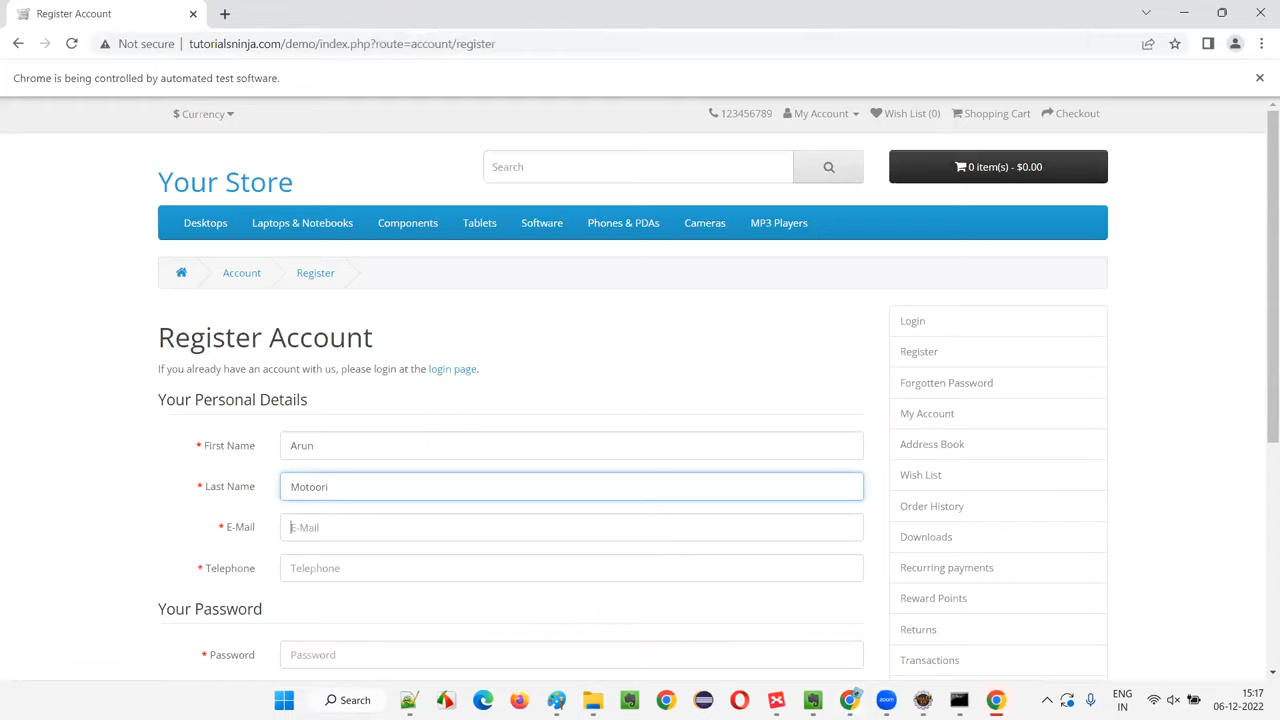 Register Account
Not secure
tutorialsninja.com/demo/index.php?route=account/register
Chrome is being controlled by automated test software.
$ Currency
123456789
My Account
Wish List (0)
Shopping Cart
Checkout
Your Store
Search
0 item(s) - $0.00
Desktops
Laptops & Notebooks
Components
Tablets
Software
Phones & PDAs
Cameras
MP3 Players
Account
Register
Register Account
If you already have an account with us, please login at the login page.
Your Personal Details
* First Name
Arun
* Last Name
Motoori
* E-Mail
E-Mail
* Telephone
Telephone
Your Password
* Password
Password
Login
Register
Forgotten Password
My Account
Address Book
Wish List
Order History
Downloads
Recurring payments
Reward Points
Returns
Transactions
Search
zoom
ENG
IN
15:17
06-12-2022